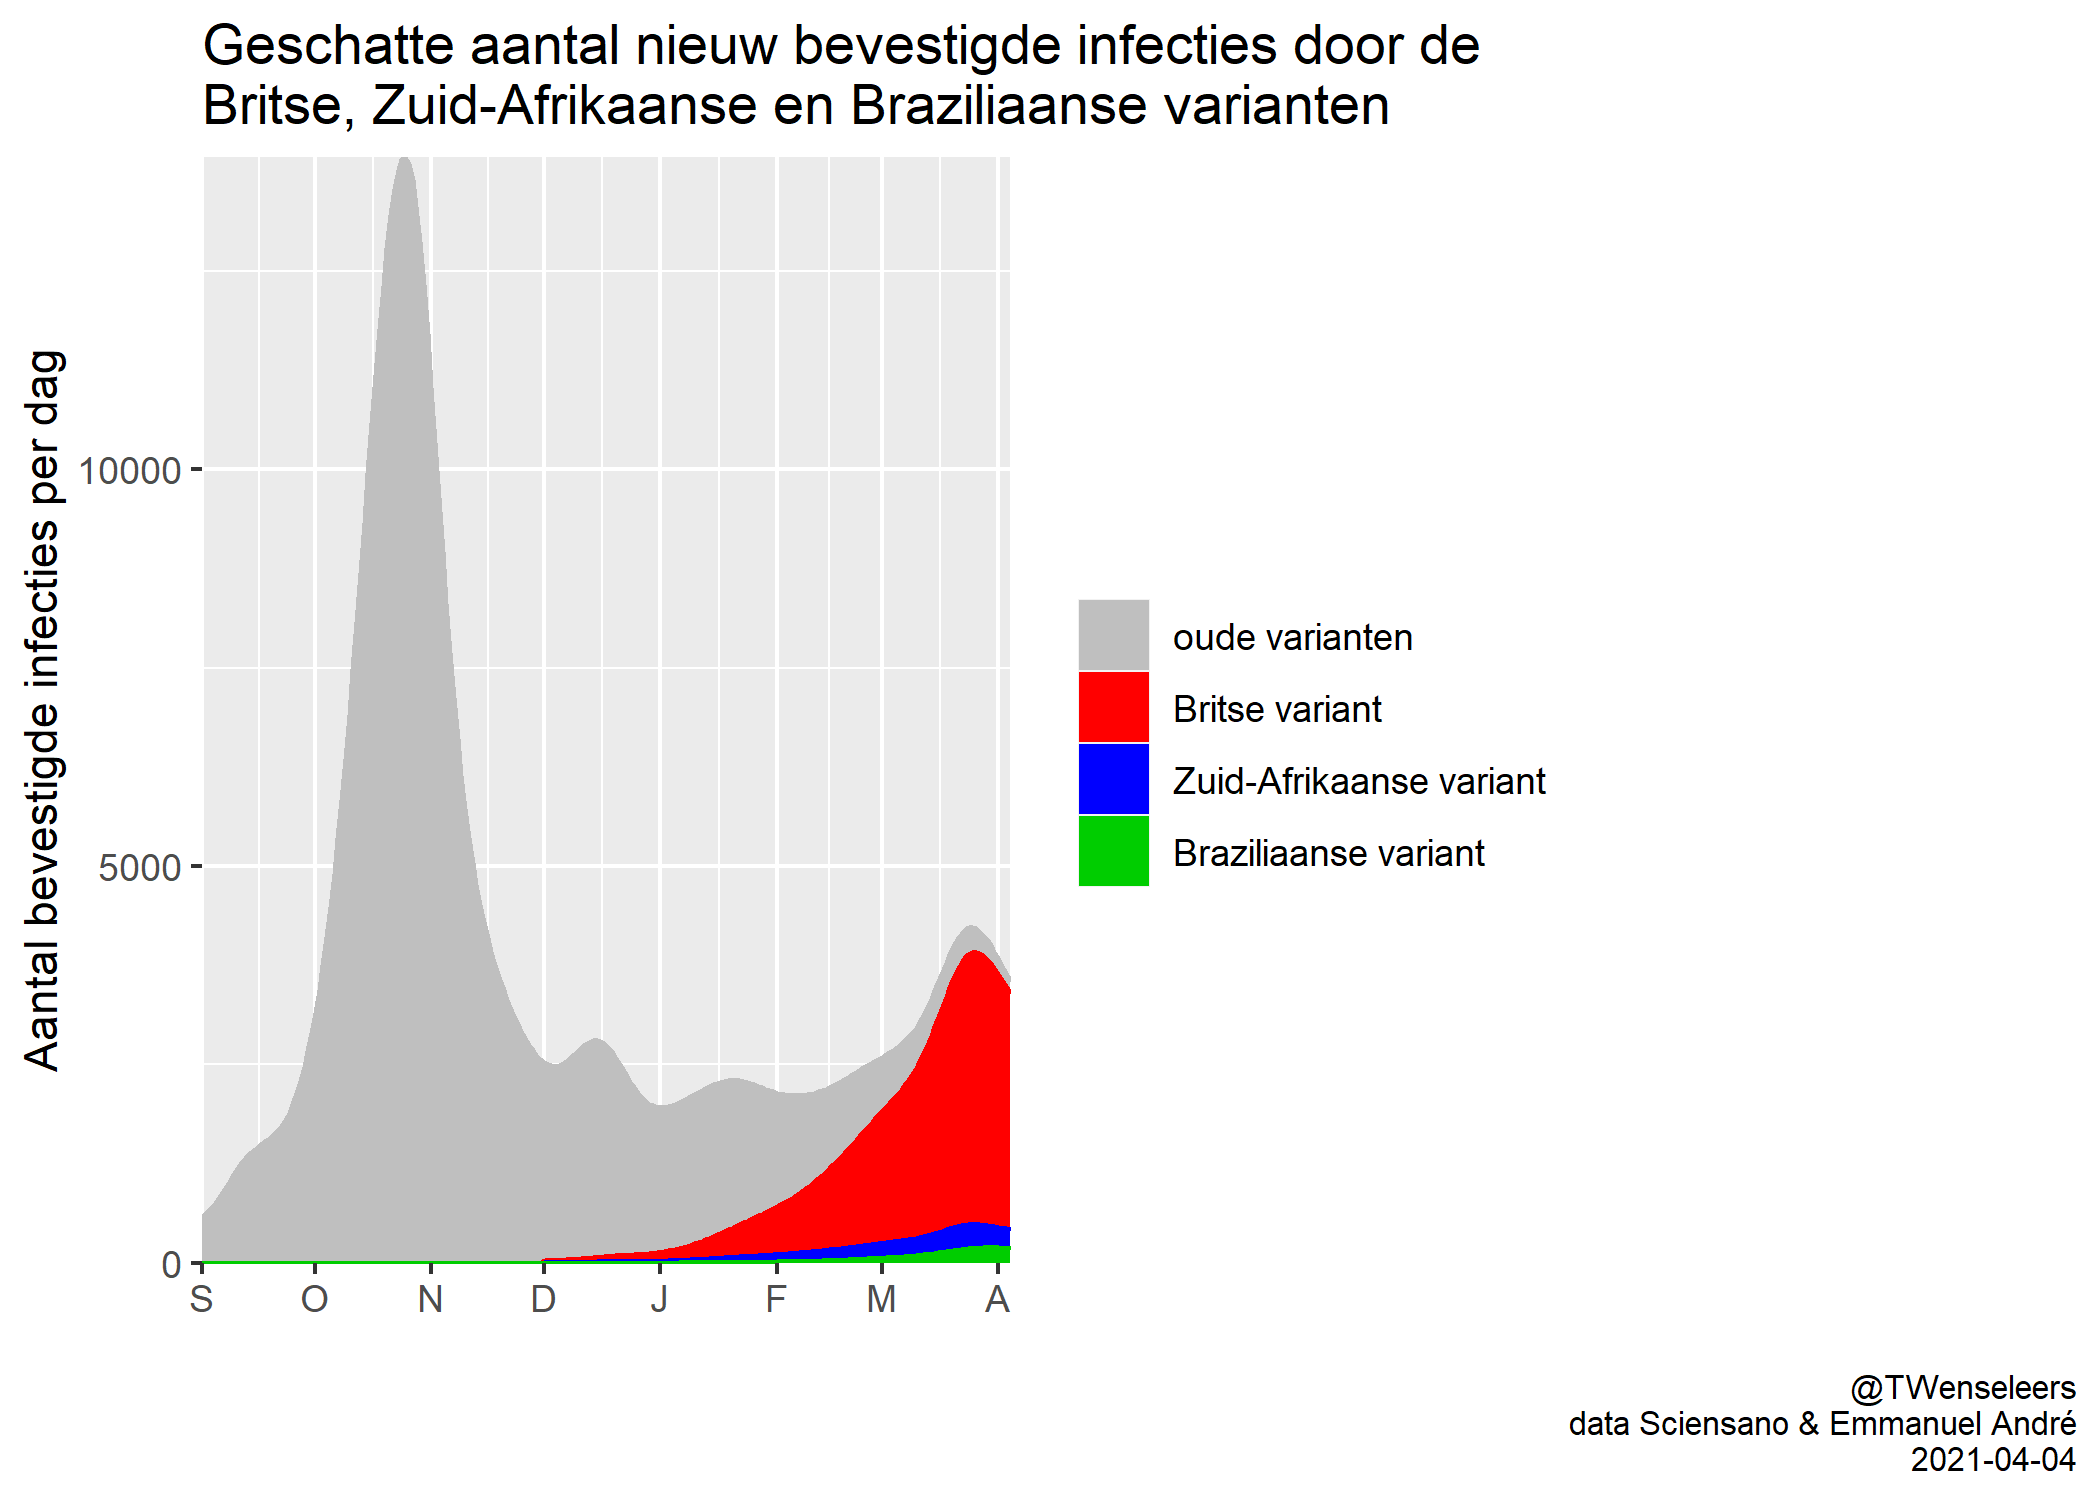 Geschatte aantal nieuw bevestigde infecties door de
Britse, Zuid-Afrikaanse en Braziliaanse varianten
Aantal bevestigde infecties per dag
10000
5000
0
S O N D J F M A
oude varianten
Britse variant
Zuid-Afrikaanse variant
Braziliaanse variant
@TWenseleers
data Sciensano & Emmanuel André
2021-04-04